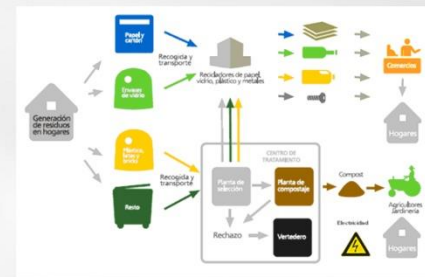 Papel y
cartón
Recogida y
transporte
Envases
de vidrio
Recicladores de papel,
vidrio, plástico y metales
Comercios
Generación
de residuos
en hogares
Hogares
Plástico,
latas y
bricks
CENTRO DE
TRATAMIENTO
Recogida y
transporte
Resto
Planta de
selección
Planta de
compostaje
Compost
Agricultores
Jardinería
Rechazo
Vertedero
Electricidad
Hogares